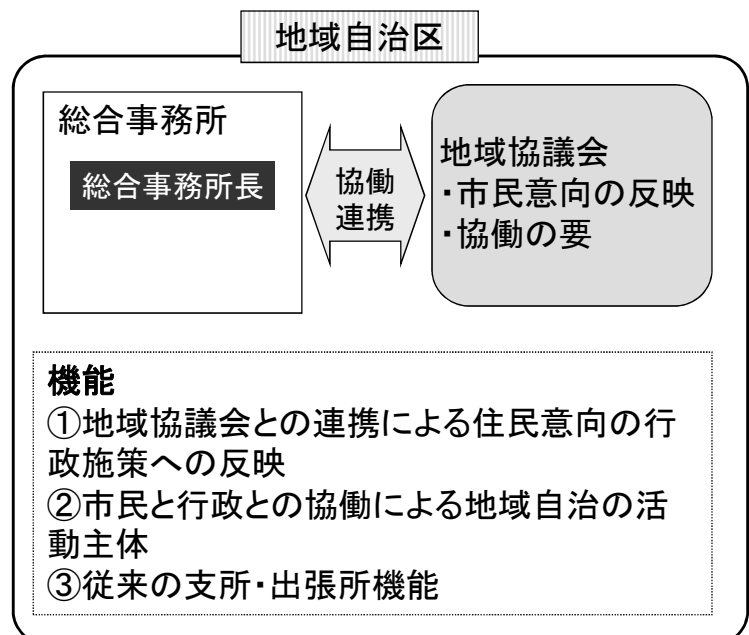 地域自治区
総合事務所
総合事務所長
協働
連携
地域協議会
・市民意向の反映
・協働の要
機能
①地域協議会との連携による住民意向の行
政施策への反映
②市民と行政との協働による地域自治の活
動主体
③従来の支所・出張所機能